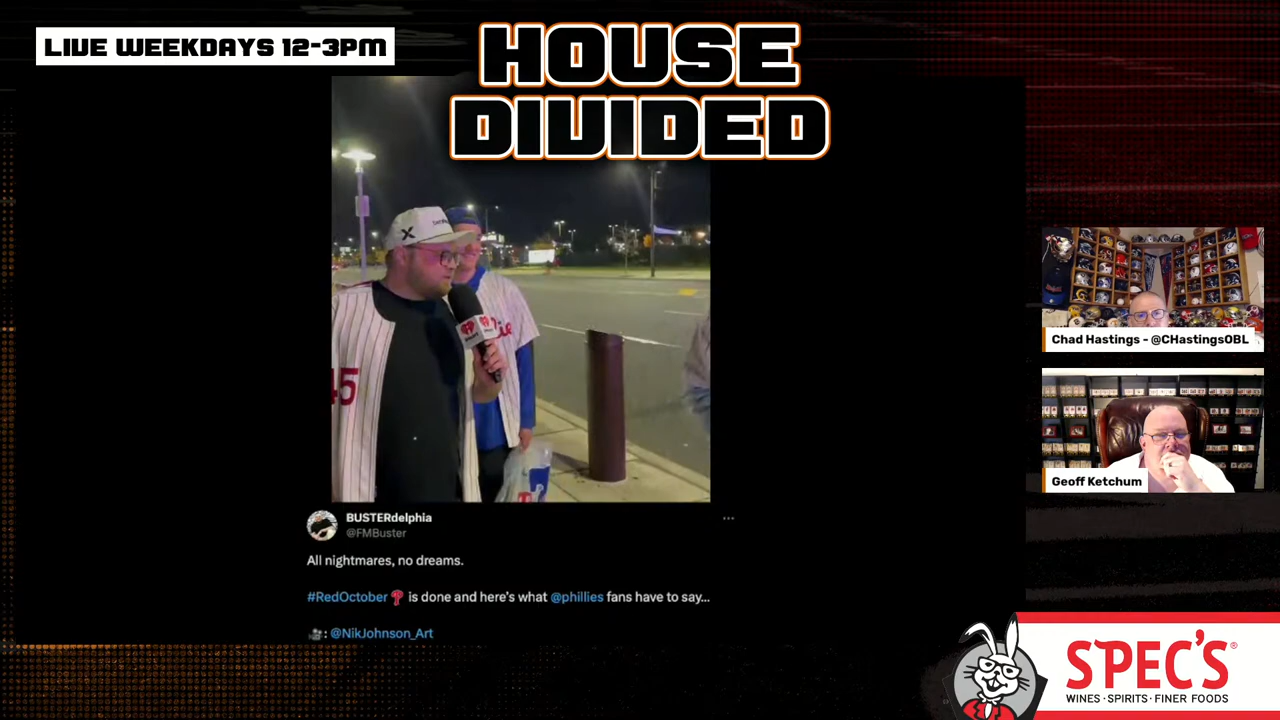 LIVE WEEKDAYS 12-3PM
HOUSE
DIVIDED
45
Chad Hastings - @CHastingsOBL
Geoff Ketchum
BUSTERdelphia
@FMBuster
All nightmares, no dreams.
#RedOctober is done and here's what @phillies fans have to say...
: @NikJohnson_Art
SPEC'S®
WINES · SPIRITS · FINER FOODS